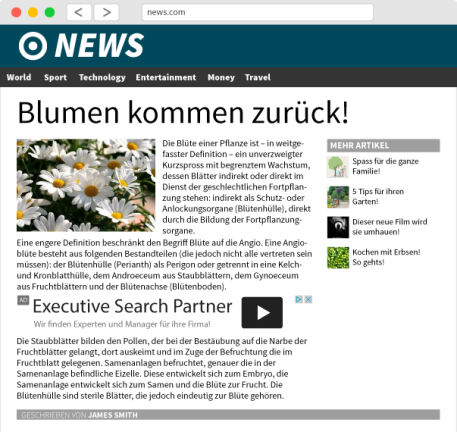 news.com
NEWS
World Sport Technology Entertainment Money Travel
Blumen kommen zurück!
Die Blüte einer Pflanze ist – in weitge-
fasster Definition – ein unverzweigter
Kurzspross mit begrenztem Wachstum,
dessen Blätter indirekt oder direkt im
Dienst der geschlechtlichen Fortpflan-
zung stehen: indirekt als Schutz- oder
Anlockungsorgane (Blütenhülle), direkt
durch die Bildung der Fortpflanzung-
sorgane.
Eine engere Definition beschränkt den Begriff Blüte auf die Angio. Eine Angio-
blüte besteht aus folgenden Bestandteilen (die jedoch nicht alle vertreten sein
müssen): der Blütenhülle (Perianth) als Perigon oder getrennt in eine Kelch-
und Kronblatthülle, dem Androeceum aus Staubblättern, dem Gynoeceum
aus Fruchtblättern und der Blütenachse (Blütenboden).
AD
Executive Search Partner
Wir finden Experten und Manager für ihre Firma!
Die Staubblätter bilden den Pollen, der bei der Bestäubung auf die Narbe der
Fruchtblätter gelangt, dort auskeimt und im Zuge der Befruchtung die im
Fruchtblatt gelegenen. Samenanlagen befruchtet, genauer die in der
Samenanlage befindliche Eizelle. Diese entwickelt sich zum Embryo, die
Samenanlage entwickelt sich zum Samen und die Blüte zur Frucht. Die
Blütenhülle sind sterile Blätter, die jedoch eindeutig zur Blüte gehören.
GESCHRIEBEN VON JAMES SMITH
MEHR ARTIKEL
Spass für die ganze
Familie!
5 Tips für ihren
Garten!
Dieser neue Film wird
sie umhauen!
Kochen mit Erbsen!
So gehts!